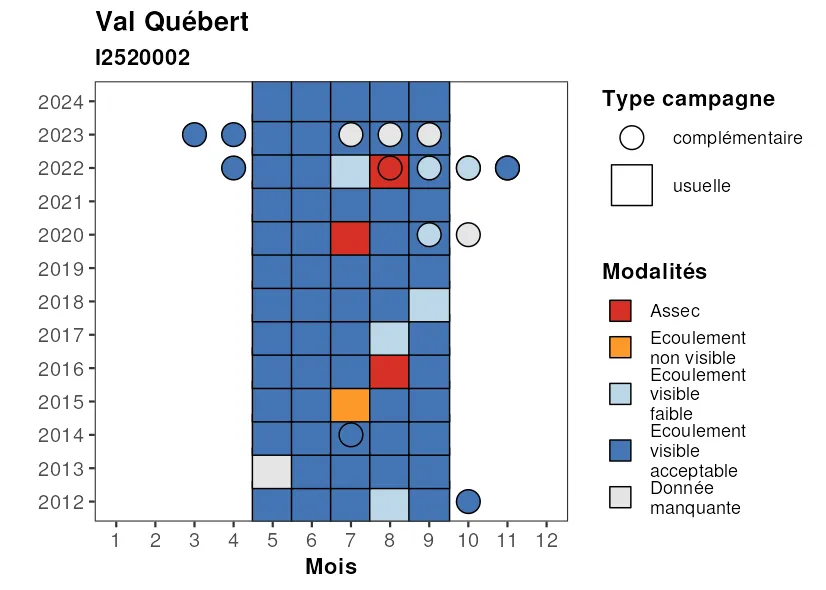 Val Québert
I2520002
2024
2023
2022
2021
2020
2019
2018
2017
2016
2015
2014
2013
2012
1 2 3 4 5 6 7 8 9 10 11 12
Mois
Type campagne
complémentaire
usuelle
Modalités
Assec
Ecoulement
non visible
Ecoulement
visible
faible
Ecoulement
visible
acceptable
Donnée
manquante